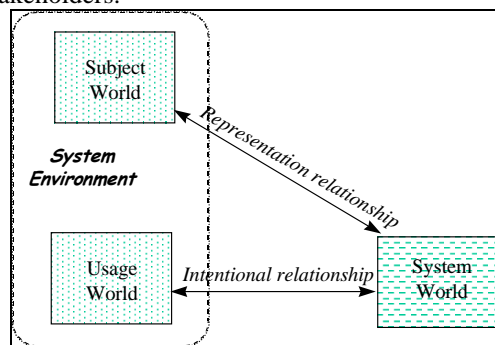 akeholders.
Subject
World
Representation relationship
System
Environment
Usage
World
Intentional relationship
System
World